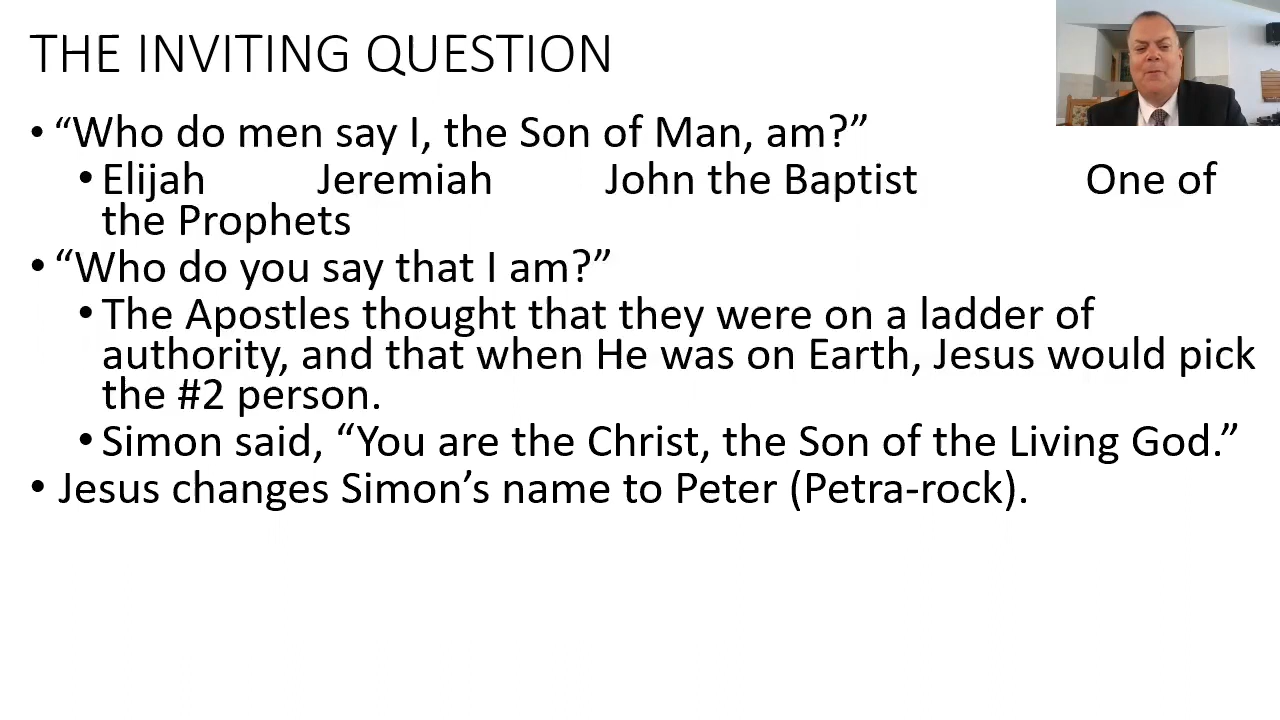 THE INVITING QUESTION
• “Who do men say I, the Son of Man, am?”
• Elijah Jeremiah John the Baptist One of
the Prophets
• “Who do you say that I am?”
• The Apostles thought that they were on a ladder of
authority, and that when He was on Earth, Jesus would pick
the #2 person.
• Simon said, “You are the Christ, the Son of the Living God.”
• Jesus changes Simon’s name to Peter (Petra-rock).